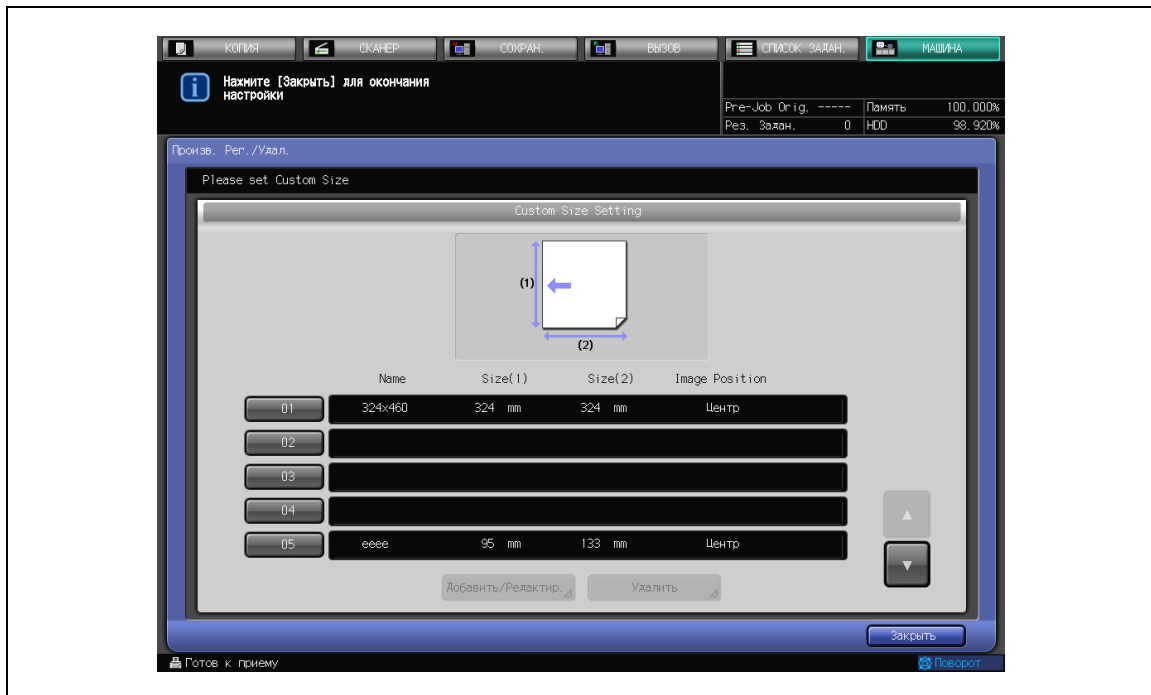 КОПИЯ СКАНЕР СОХРАН. ВЫЗОВ СПИСОК ЗАДАН. МАШИНА
Нажмите [Закрыть] для окончания
настройки
Pre-Job Orig. ----- Память 100.000%
Рез. Задан. 0 HDD 98.920%
Произв. Рег./Удал.
Please set Custom Size
Custom Size Setting
(1)
(2)
Name Size(1) Size(2) Image Position
01 324x460 324 mm 324 mm Центр
02
03
04
05 eeee 95 mm 133 mm Центр
Добавить/Редактир. Удалить
Закрыть
Готов к приему Поворот